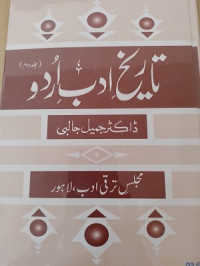 تاریخ ادب اُردو
(جلد دوم)
ڈاکٹر جمیل جالبی
مجلس ترقی ادب، لاہور